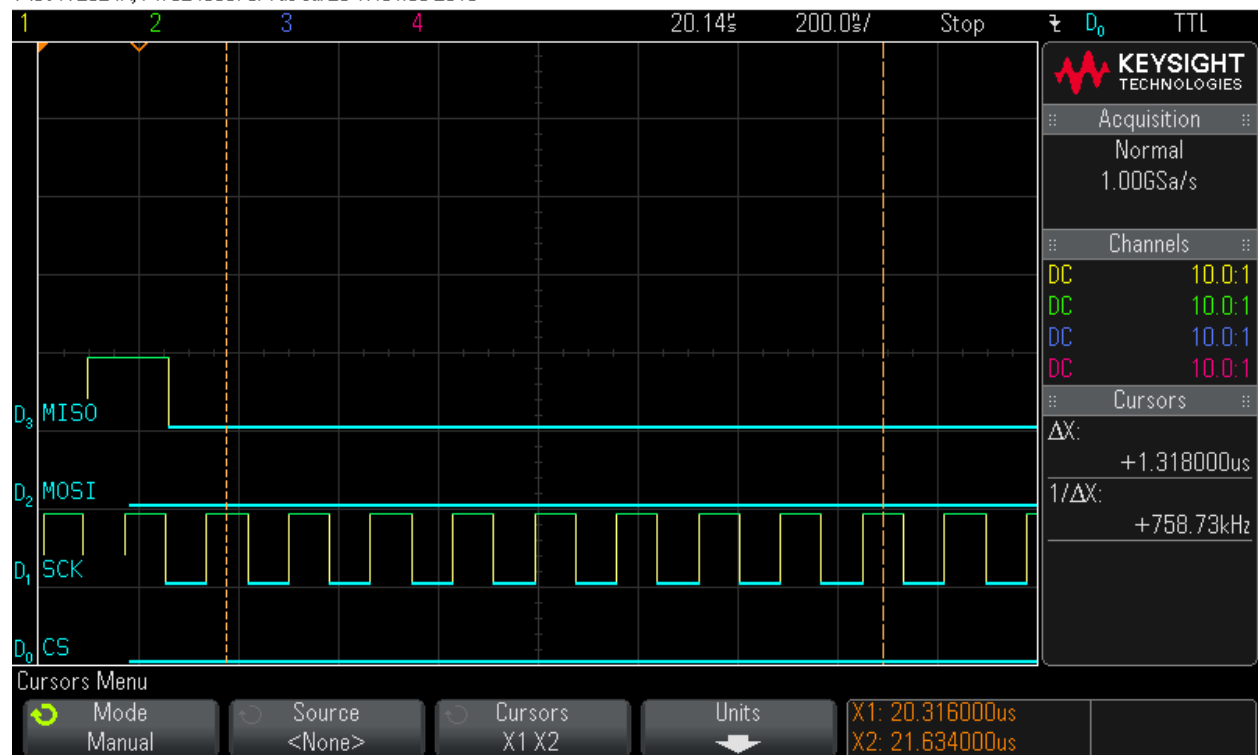 1 2 3 4 20.14µs 200.0ns/ Stop D0 TTL
KEYSIGHT
TECHNOLOGIES
Acquisition
Normal
1.00GSa/s
Channels
DC 10.0:1
DC 10.0:1
DC 10.0:1
DC 10.0:1
Cursors
ΔX:
+1.318000us
1/ΔX:
+758.73kHz
D3 MISO
D2 MOSI
D1 SCK
D0 CS
Cursors Menu
Mode
Manual
Source
<None>
Cursors
X1 X2
Units
X1: 20.316000us
X2: 21.634000us